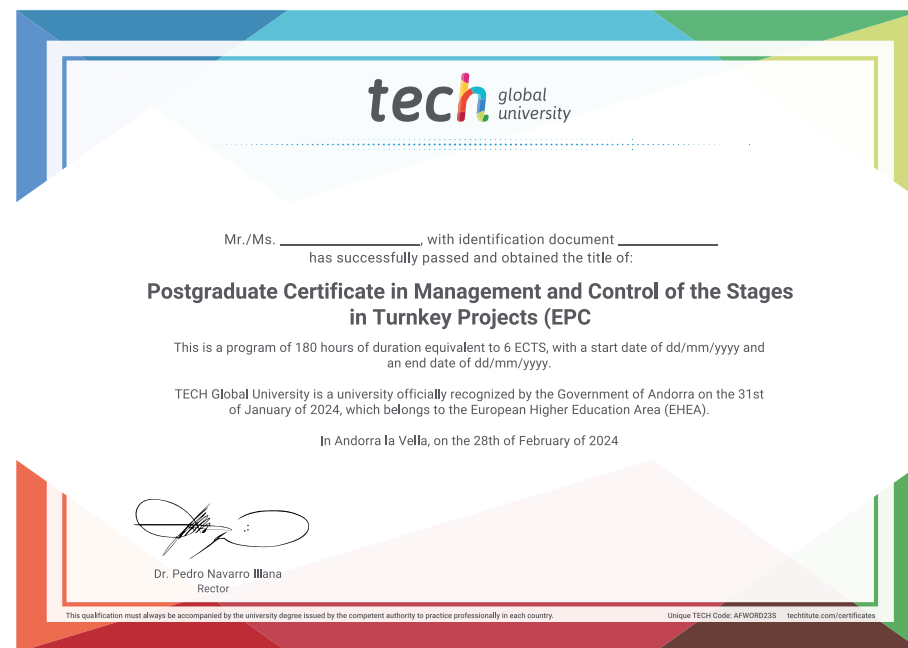 tech global
university
Mr./Ms. ____________________, with identification document ______________
has successfully passed and obtained the title of:
Postgraduate Certificate in Management and Control of the Stages
in Turnkey Projects (EPC
This is a program of 180 hours of duration equivalent to 6 ECTS, with a start date of dd/mm/yyyy and
an end date of dd/mm/yyyy.
TECH Global University is a university officially recognized by the Government of Andorra on the 31st
of January of 2024, which belongs to the European Higher Education Area (EHEA).
In Andorra la Vella, on the 28th of February of 2024
Dr. Pedro Navarro Illana
Rector
This qualification must always be accompanied by the university degree issued by the competent authority to practice professionally in each country.
Unique TECH Code: AFWORD23S techtitute.com/certificates